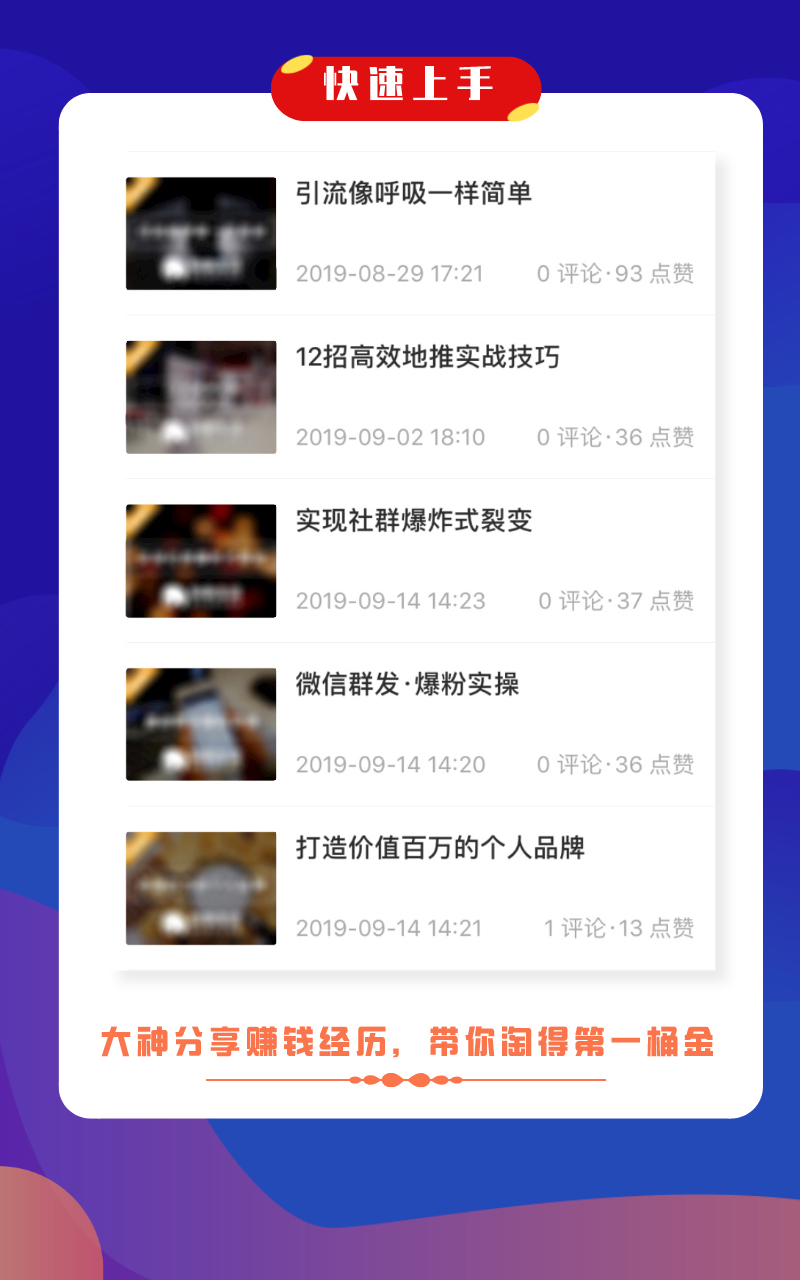 快速上手
引流像呼吸一样简单
2019-08-29 17:21 0 评论·93 点赞
12招高效地推实战技巧
2019-09-02 18:10 0 评论·36 点赞
实现社群爆炸式裂变
2019-09-14 14:23 0 评论·37 点赞
微信群发·爆粉实操
2019-09-14 14:20 0 评论·36 点赞
打造价值百万的个人品牌
2019-09-14 14:21 1 评论·13 点赞
大神分享赚钱经历，带你淘得第一桶金